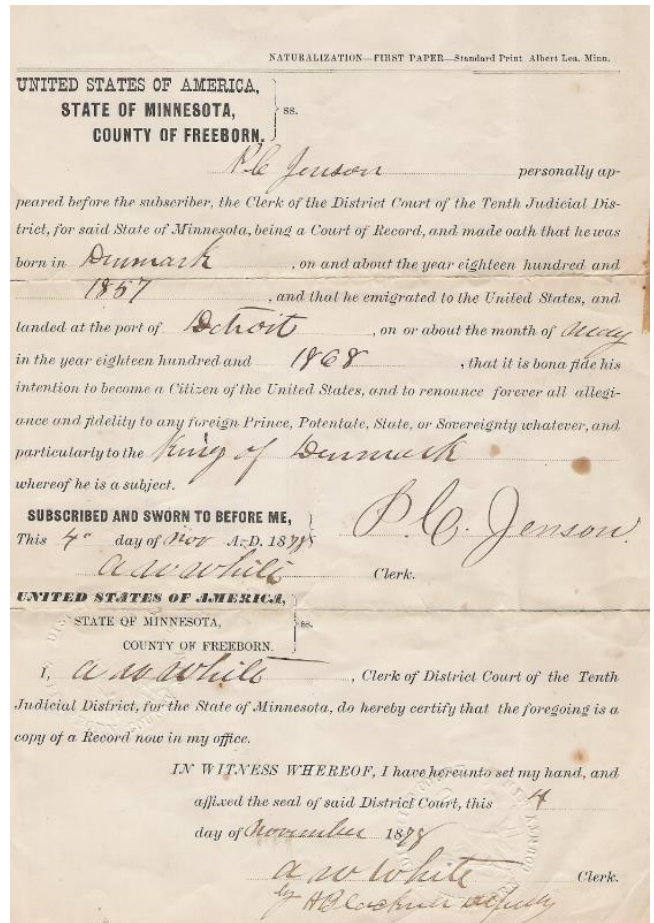 NATURALIZATION—FIRST PAPER—Standard Print Albert Lea. Minn.
UNITED STATES OF AMERICA,
STATE OF MINNESOTA, ss.
COUNTY OF FREEBORN.
P. C. Jenson personally ap-
peared before the subscriber, the Clerk of the District Court of the Tenth Judicial Dis-
trict, for said State of Minnesota, being a Court of Record, and made oath that he was
born in Denmark, on and about the year eighteen hundred and
1857, and that he emigrated to the United States, and
landed at the port of Detroit, on or about the month of May
in the year eighteen hundred and 1868, that it is bona fide his
intention to become a Citizen of the United States, and to renounce forever all allegi-
ance and fidelity to any foreign Prince, Potentate, State, or Sovereignty whatever, and
particularly to the King of Denmark
whereof he is a subject.
SUBSCRIBED AND SWORN TO BEFORE ME,
P. C. Jenson.
This 4" day of Nov A.D. 1878
A W White Clerk.
UNITED STATES OF AMERICA,
STATE OF MINNESOTA, ss.
COUNTY OF FREEBORN.
I, A W White, Clerk of District Court of the Tenth
Judicial District, for the State of Minnesota, do hereby certify that the foregoing is a
copy of a Record now in my office.
IN WITNESS WHEREOF, I have hereunto set my hand, and
affixed the seal of said District Court, this 4
day of November 1878
A W White Clerk.
by Deputy